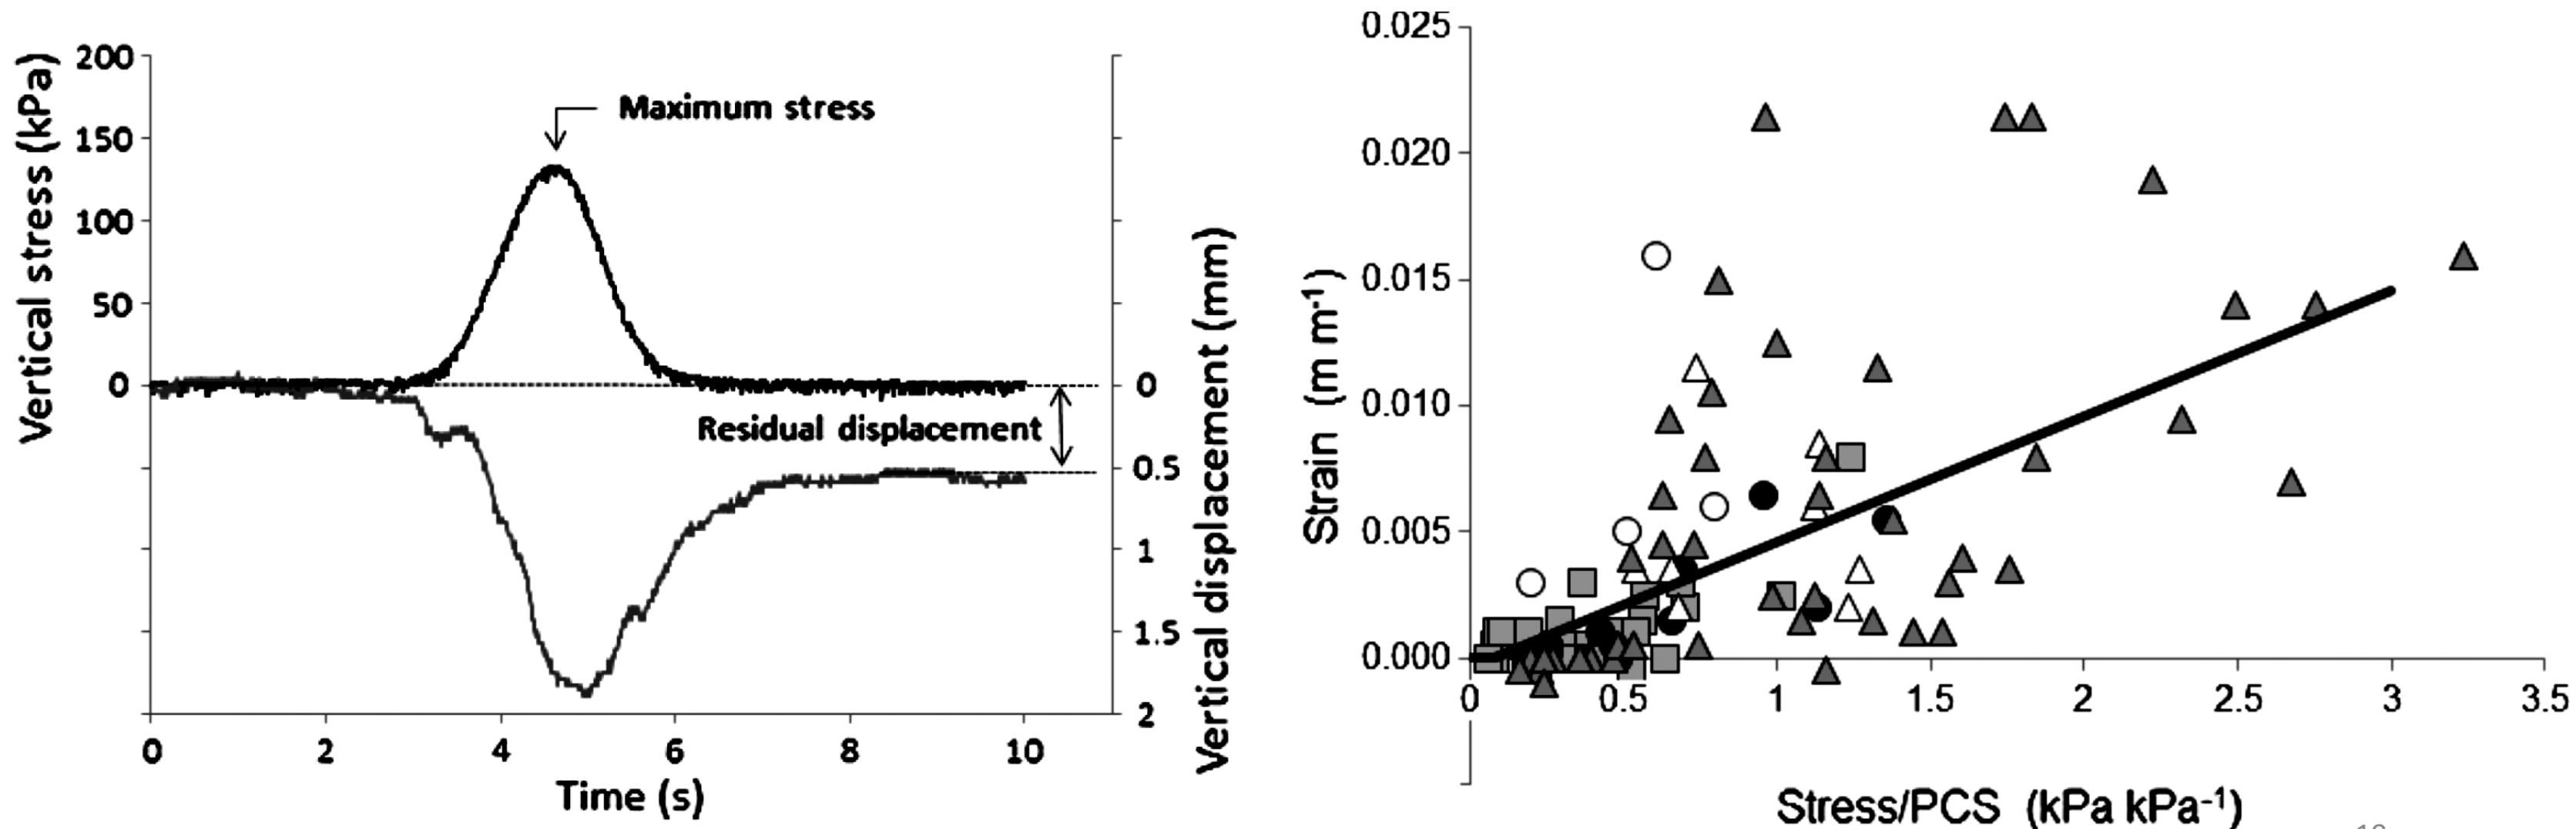 Vertical stress (kPa)
200
150
100
50
0
Maximum stress
Residual displacement
0
0.5
1
1.5
2
Vertical displacement (mm)
0 2 4 6 8 10
Time (s)
Strain (m m-1)
0.025
0.020
0.015
0.010
0.005
0.000
0 0.5 1 1.5 2 2.5 3 3.5
Stress/PCS (kPa kPa-1)